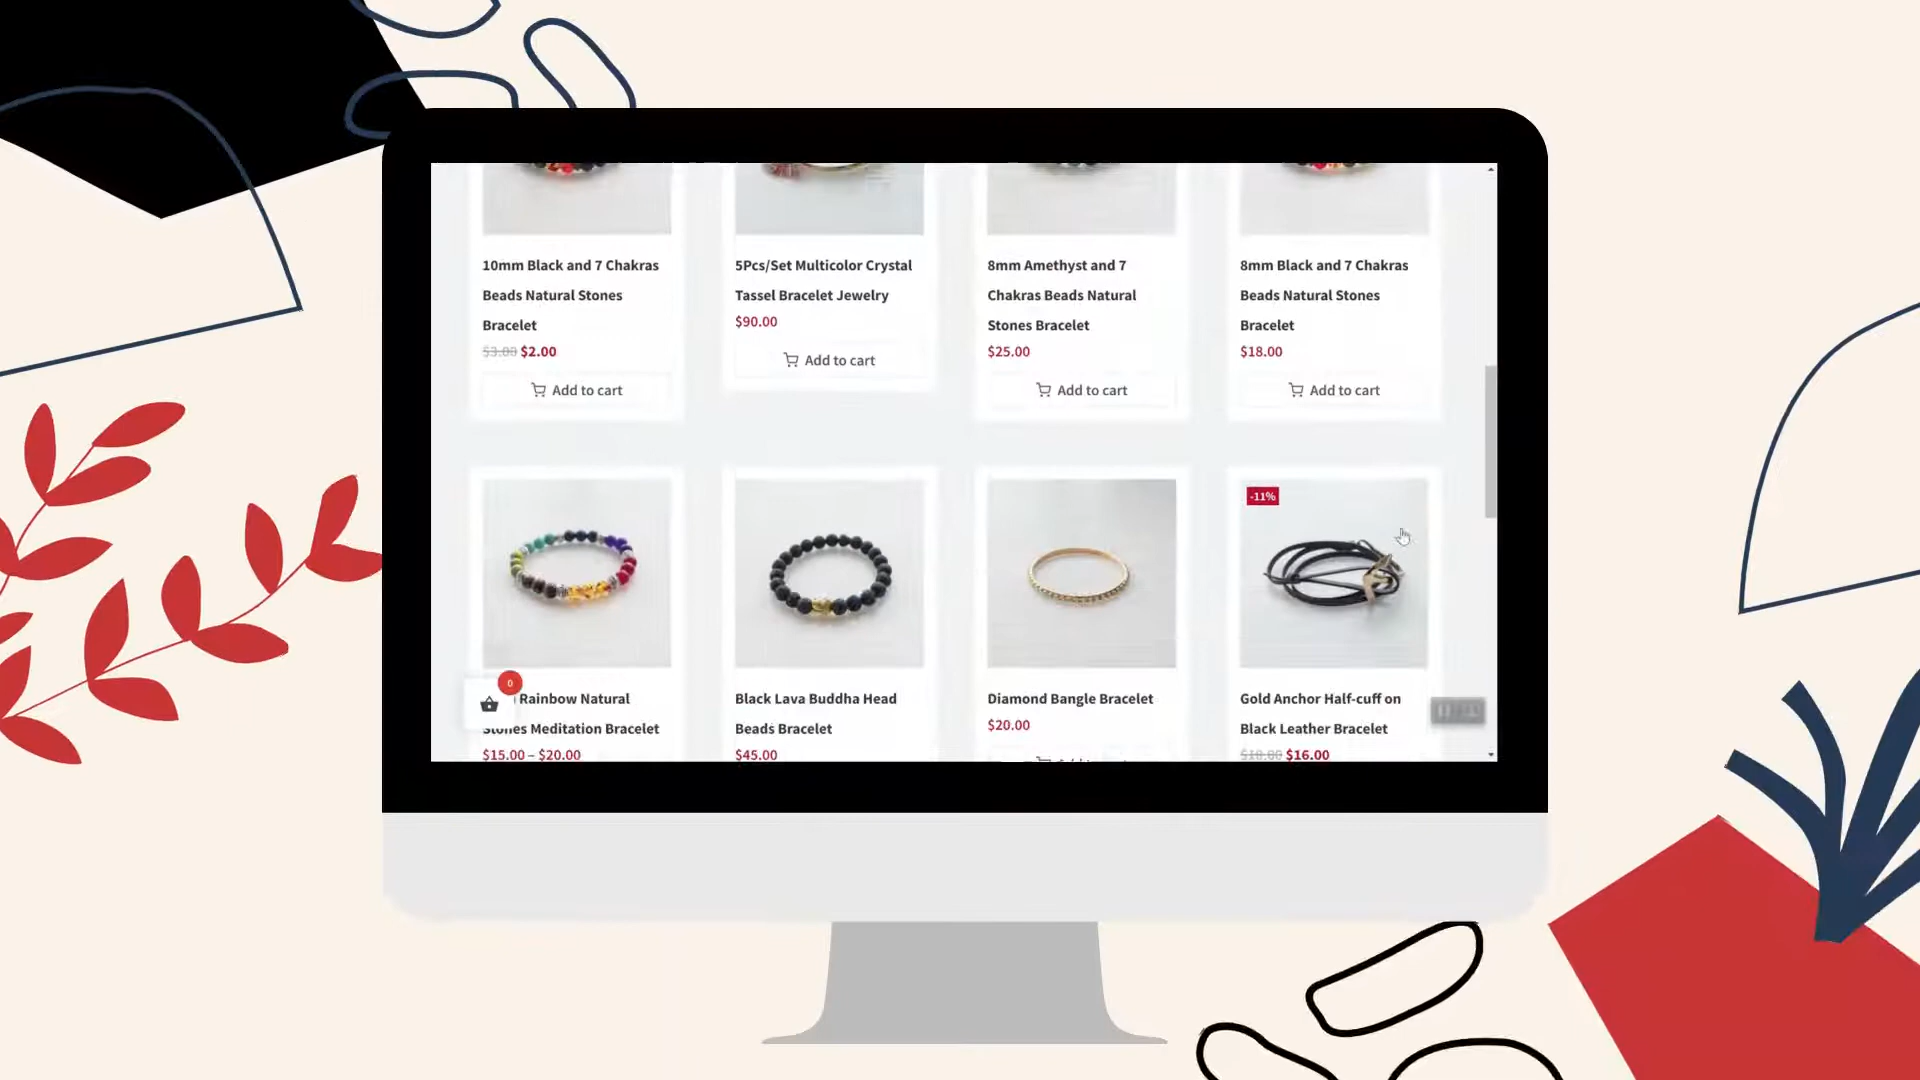 10mm Black and 7 Chakras
Beads Natural Stones
Bracelet
$3.00 $2.00
Add to cart
5Pcs/Set Multicolor Crystal
Tassel Bracelet Jewelry
$90.00
Add to cart
8mm Amethyst and 7
Chakras Beads Natural
Stones Bracelet
$25.00
Add to cart
8mm Black and 7 Chakras
Beads Natural Stones
Bracelet
$18.00
Add to cart
0
Rainbow Natural
Stones Meditation Bracelet
$15.00 – $20.00
Black Lava Buddha Head
Beads Bracelet
$45.00
Diamond Bangle Bracelet
$20.00
-11%
Gold Anchor Half-cuff on
Black Leather Bracelet
$18.00 $16.00